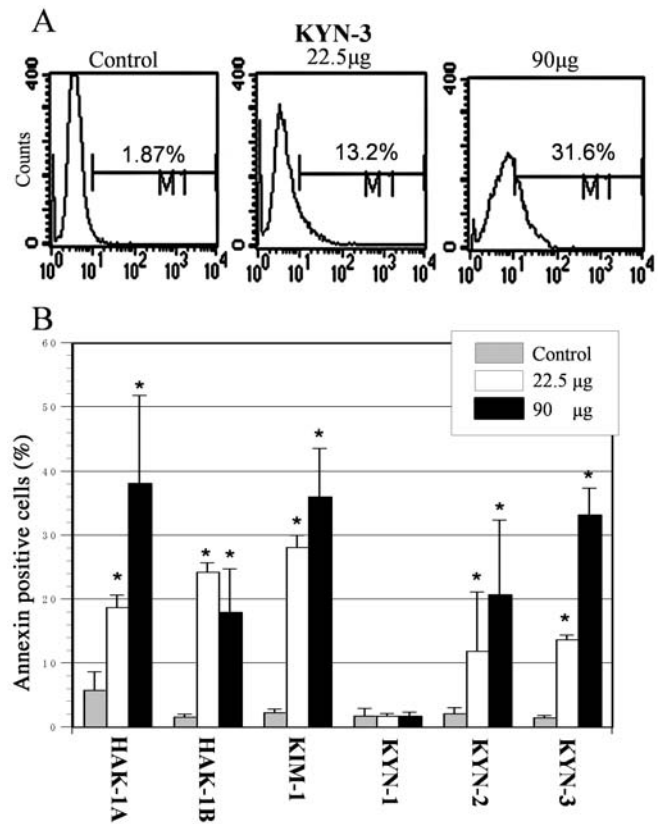 A
KYN-3
Control 22.5µg 90µg
400 400 400
Counts
1.87% 13.2% 31.6%
M M M
0 0 0
10⁰ 10¹ 10² 10³ 10⁴ 10⁰ 10¹ 10² 10³ 10⁴ 10⁰ 10¹ 10² 10³ 10⁴
B
Control
22.5 µg
90 µg
Annexin positive cells (%)
60
50
40
30
20
10
0
* * * * * * * * * *
HAK-1A HAK-1B KIM-1 KYN-1 KYN-2 KYN-3